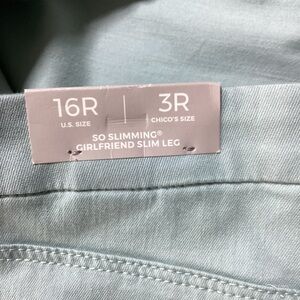 16R | 3R
U.S. SIZE CHICO'S SIZE
SO SLIMMING®
GIRLFRIEND SLIM LEG